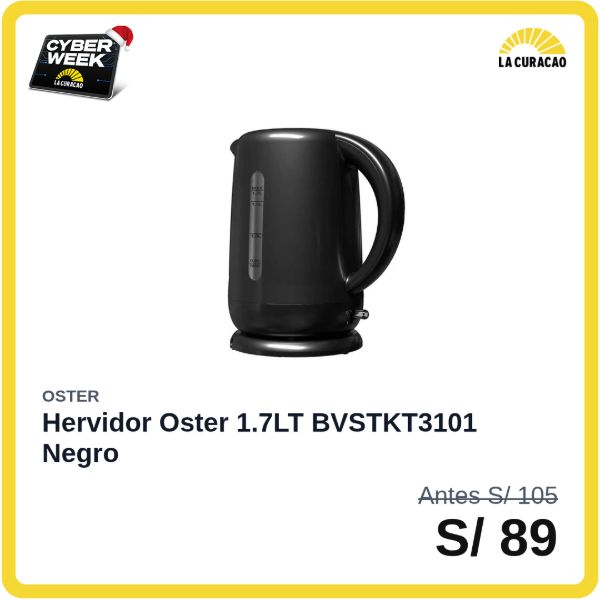 CYBER
WEEK
LA CURACAO
LA CURACAO
OSTER
Hervidor Oster 1.7LT BVSTKT3101
Negro
Antes S/ 105
S/ 89